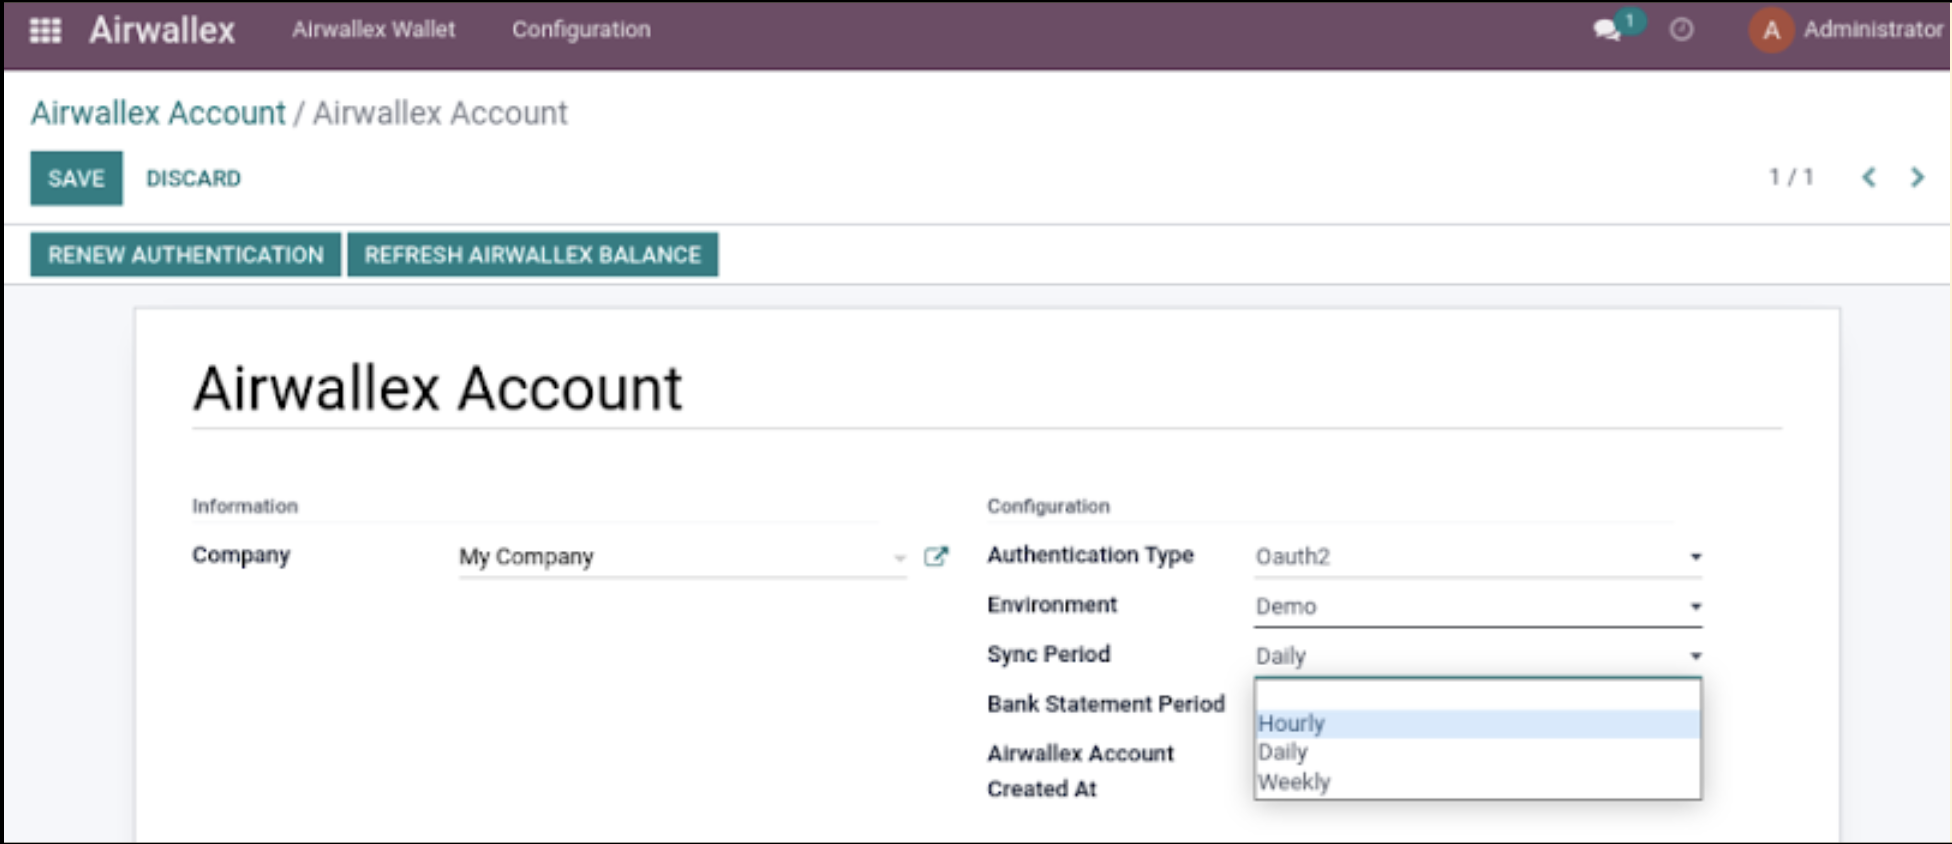 Airwallex Airwallex Wallet Configuration 1 A Administrator
Airwallex Account / Airwallex Account
SAVE DISCARD 1 / 1
RENEW AUTHENTICATION REFRESH AIRWALLEX BALANCE
Airwallex Account
Information
Company My Company
Configuration
Authentication Type Oauth2
Environment Demo
Sync Period Daily
Hourly
Daily
Weekly
Bank Statement Period
Airwallex Account
Created At